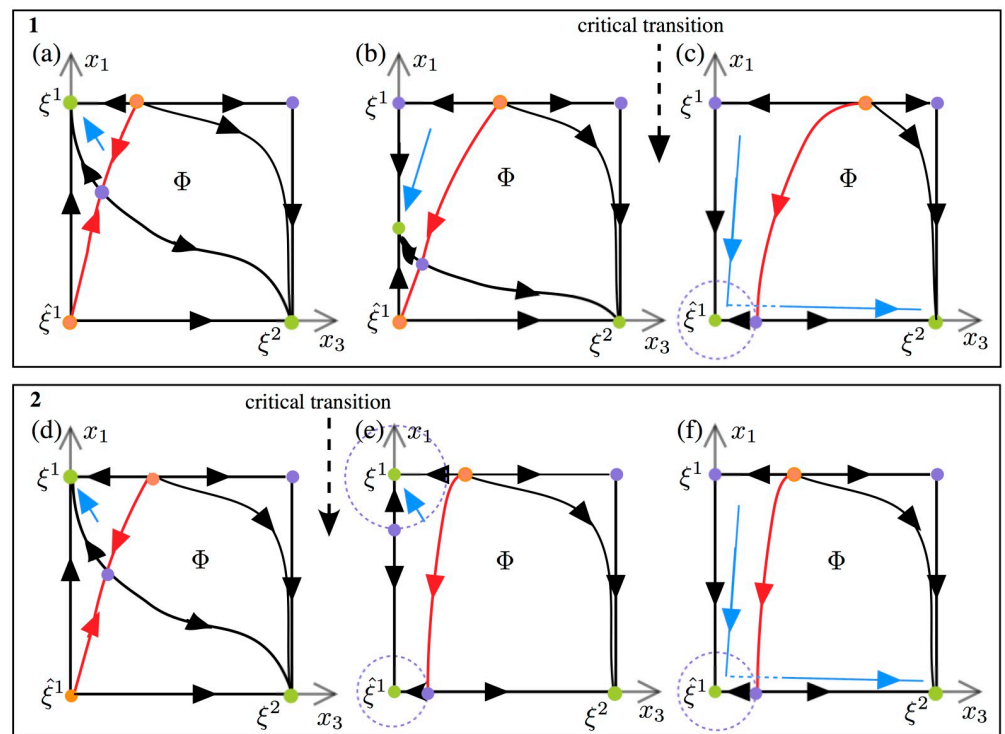 1
critical transition
(a) x₁ (b) x₁ (c) x₁
ξ¹ ξ¹ ξ¹
Φ Φ Φ
ξ̂¹ ξ̂¹ ξ̂¹
ξ² x₃ ξ² x₃ ξ² x₃
2
critical transition
(d) x₁ (e) x₁ (f) x₁
ξ¹ ξ¹ ξ¹
Φ Φ Φ
ξ̂¹ ξ̂¹ ξ̂¹
ξ² x₃ ξ² x₃ ξ² x₃